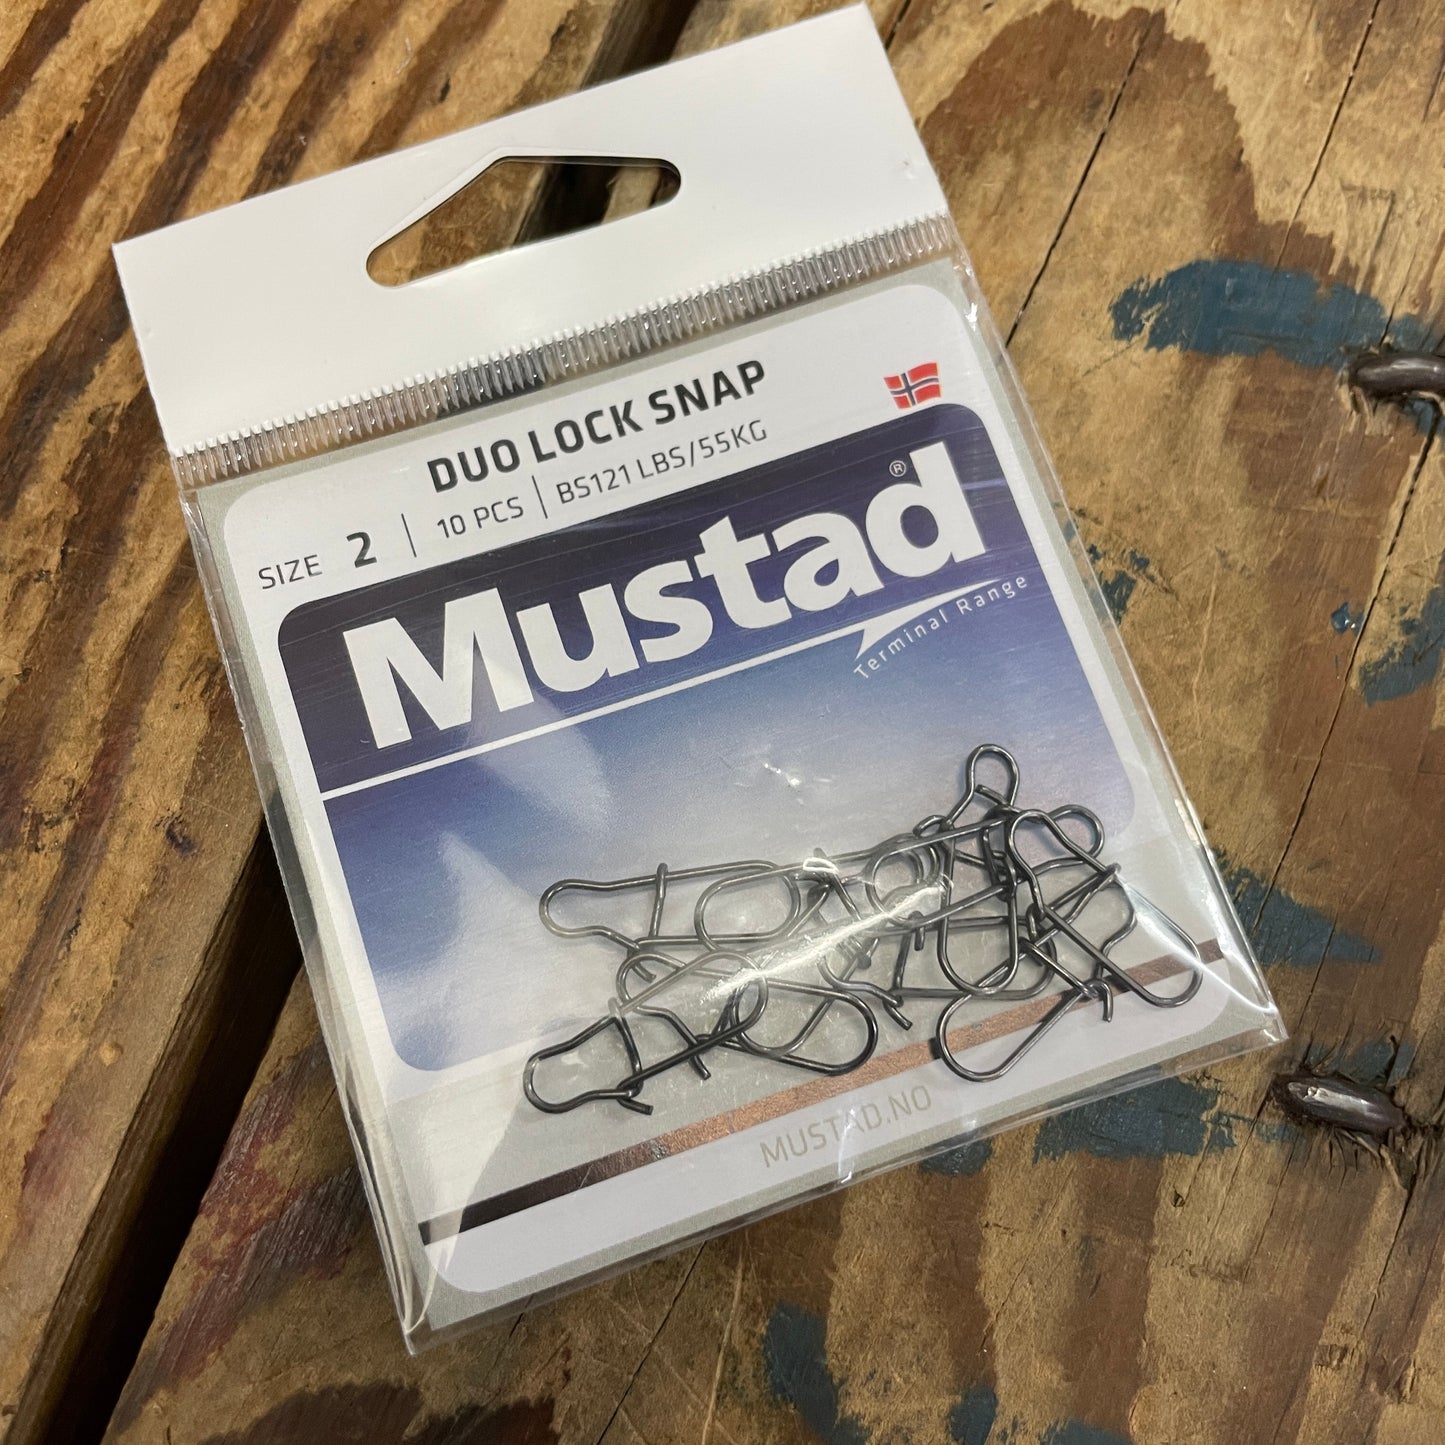 DUO LOCK SNAP
SIZE 2 | 10 PCS | BS121 LBS/55KG
Mustad®
Terminal Range
MUSTAD.NO